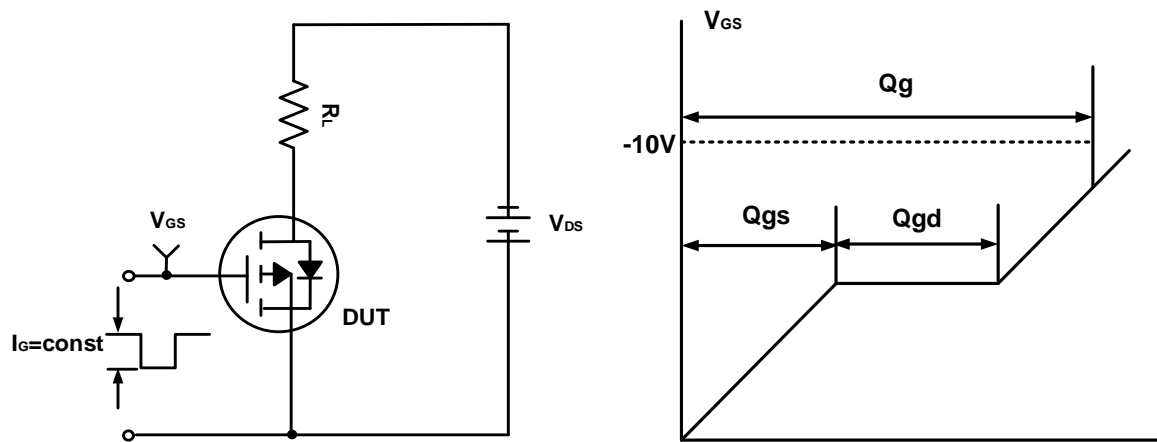 RL
VGS
VDS
DUT
IG=const
VGS
Qg
-10V
Qgs
Qgd